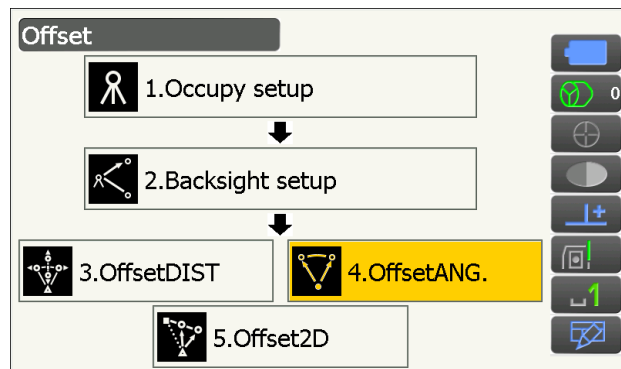 Offset
1.Occupy setup
0
2.Backsight setup
3.OffsetDIST
4.OffsetANG.
1
5.Offset2D